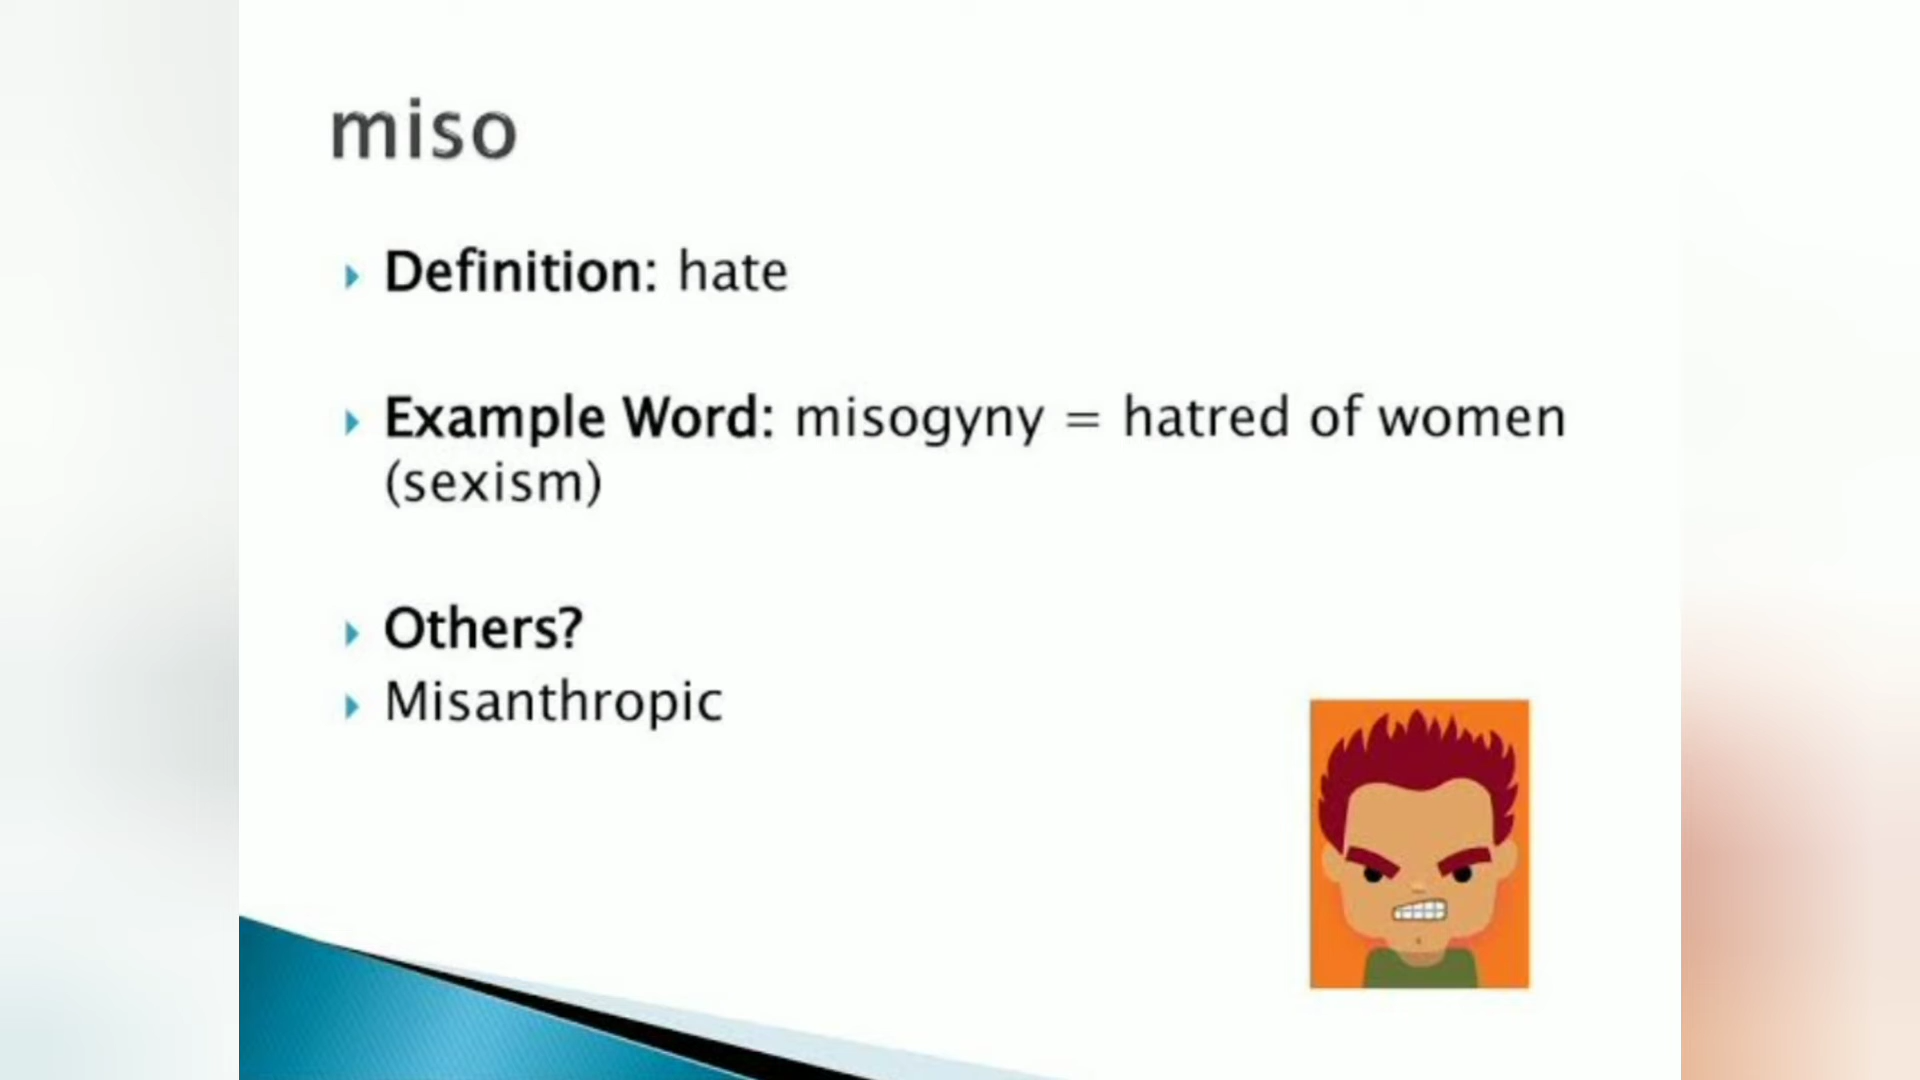 miso
Definition: hate
Example Word: misogyny = hatred of women
(sexism)
Others?
Misanthropic